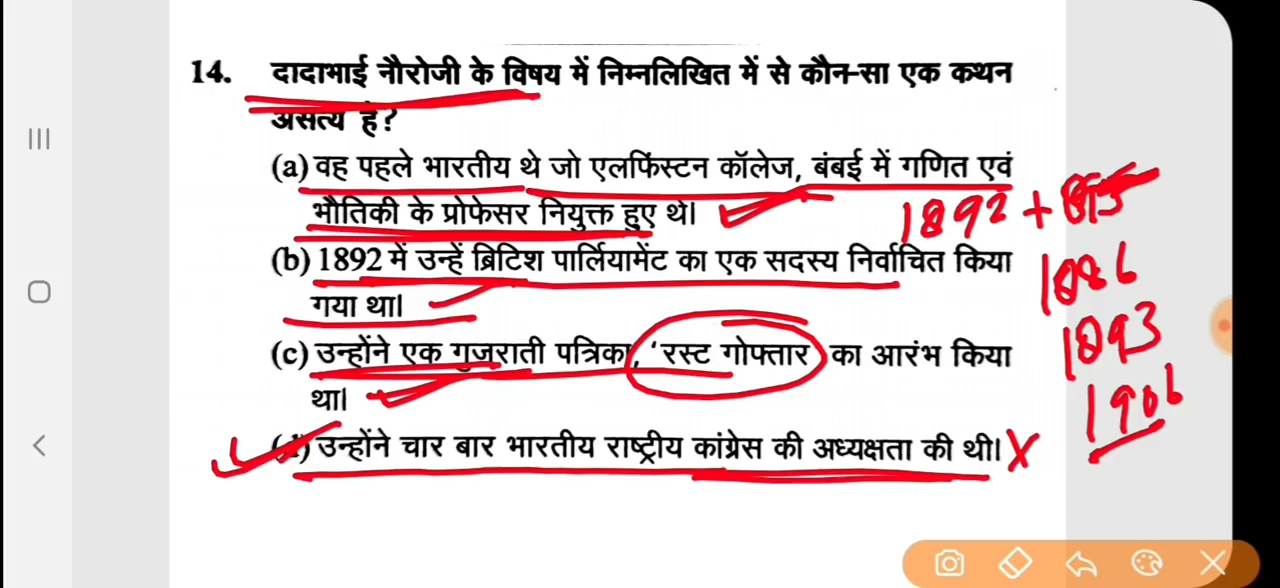 14. दादाभाई नौरोजी के विषय में निम्नलिखित में से कौन-सा एक कथन
असत्य है?
(a) वह पहले भारतीय थे जो एलफिंस्टन कॉलेज, बंबई में गणित एवं
भौतिकी के प्रोफेसर नियुक्त हुए थे।
1892 +
(b) 1892 में उन्हें ब्रिटिश पार्लियामेंट का एक सदस्य निर्वाचित किया
गया था।
1886
1893
(c) उन्होंने एक गुजराती पत्रिका, 'रस्ट गोफ्तार' का आरंभ किया
था।
1906
(d) उन्होंने चार बार भारतीय राष्ट्रीय कांग्रेस की अध्यक्षता की थी। X